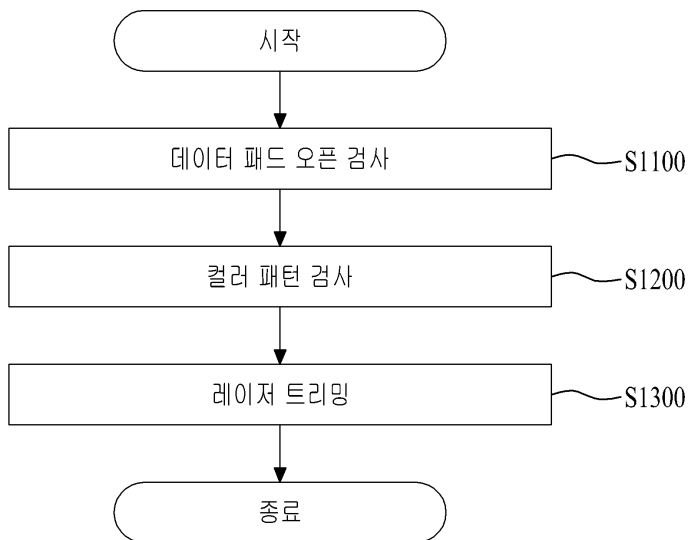 시작
데이터 패드 오픈 검사
S1100
컬러 패턴 검사
S1200
레이저 트리밍
S1300
종료